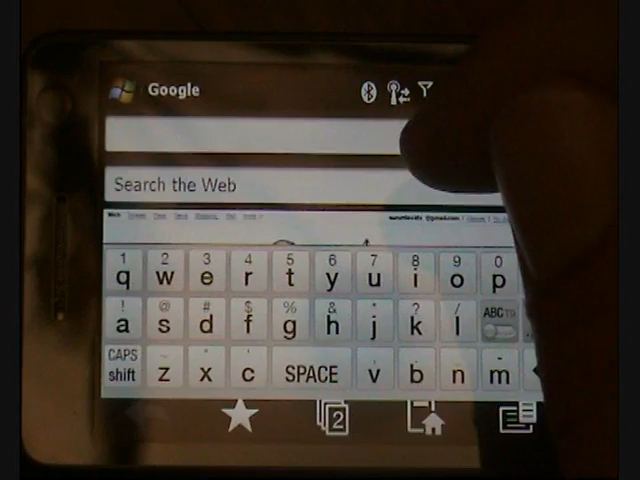 Google
Search the Web
Web
1 2 3 4 5 6 7 8 9 0
q w e r t y u i o p
! @ # $ % & * ? /
a s d f g h j k l ABC
CAPS
shift z x c SPACE v b n m
2